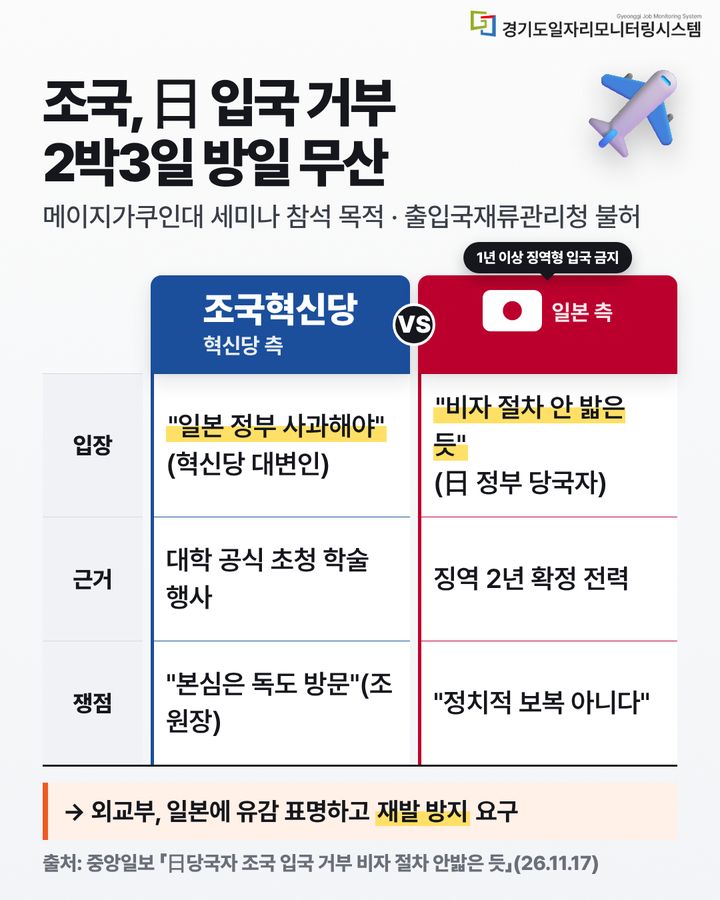 Gyeonggi Job Monitoring System
경기도일자리모니터링시스템
조국, 日 입국 거부
2박3일 방일 무산
메이지가쿠인대 세미나 참석 목적 · 출입국재류관리청 불허
1년 이상 징역형 입국 금지
조국혁신당
혁신당 측
VS
일본 측
입장
"일본 정부 사과해야"
(혁신당 대변인)
"비자 절차 안 밟은
듯"
(日 정부 당국자)
근거
대학 공식 초청 학술
행사
징역 2년 확정 전력
쟁점
"본심은 독도 방문"(조
원장)
"정치적 보복 아니다"
→ 외교부, 일본에 유감 표명하고 재발 방지 요구
출처: 중앙일보 『日당국자 조국 입국 거부 비자 절차 안밟은 듯』(26.11.17)